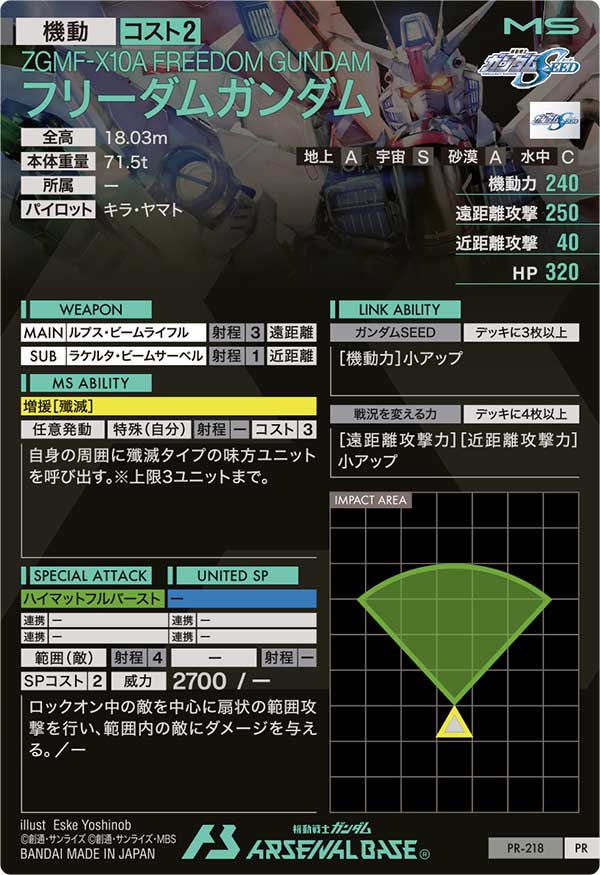 機動 コスト2 MS
ZGMF-X10A FREEDOM GUNDAM
フリーダムガンダム
機動戦士 ガンダムSEED
全高 18.03m
本体重量 71.5t
所属 ー
パイロット キラ・ヤマト
地上 A 宇宙 S 砂漠 A 水中 C
機動力 240
遠距離攻撃 250
近距離攻撃 40
HP 320
WEAPON
MAIN ルプス・ビームライフル 射程 3 遠距離
SUB ラケルタ・ビームサーベル 射程 1 近距離
MS ABILITY
増援[殲滅]
任意発動 特殊(自分) 射程 ー コスト 3
自身の周囲に殲滅タイプの味方ユニット
を呼び出す。※上限3ユニットまで。
LINK ABILITY
ガンダムSEED デッキに3枚以上
[機動力]小アップ
戦況を変える力 デッキに4枚以上
[遠距離攻撃力][近距離攻撃力]
小アップ
IMPACT AREA
SPECIAL ATTACK UNITED SP
ハイマットフルバースト ー
連携 ー 連携 ー
連携 ー 連携 ー
範囲(敵) 射程 4 ー 射程 ー
SPコスト 2 威力 2700 / ー
ロックオン中の敵を中心に扇状の範囲攻
撃を行い、範囲内の敵にダメージを与え
る。／ー
illust Eske Yoshinob
©創通・サンライズ ©創通・サンライズ・MBS
BANDAI MADE IN JAPAN
機動戦士ガンダム
AB ARSENAL BASE®
PR-218 PR